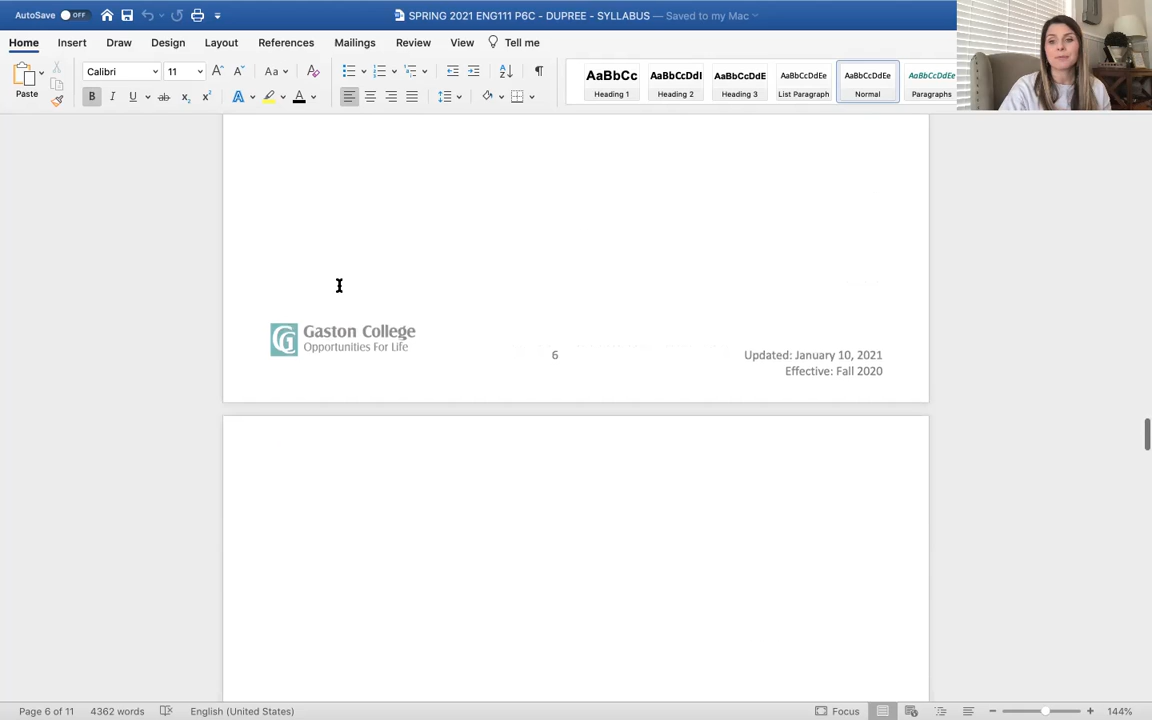 AutoSave OFF
SPRING 2021 ENG111 P6C - DUPREE - SYLLABUS — Saved to my Mac
Home Insert Draw Design Layout References Mailings Review View Tell me
Paste
Calibri 11
AaBbCc Heading 1
AaBbCcDdI Heading 2
AaBbCcDdE Heading 3
AaBbCcDdEe List Paragraph
AaBbCcDdEe Normal
AaBbCcDdEe Paragraphs
Gaston College
Opportunities For Life
6
Updated: January 10, 2021
Effective: Fall 2020
Page 6 of 11 4362 words English (United States) Focus 144%